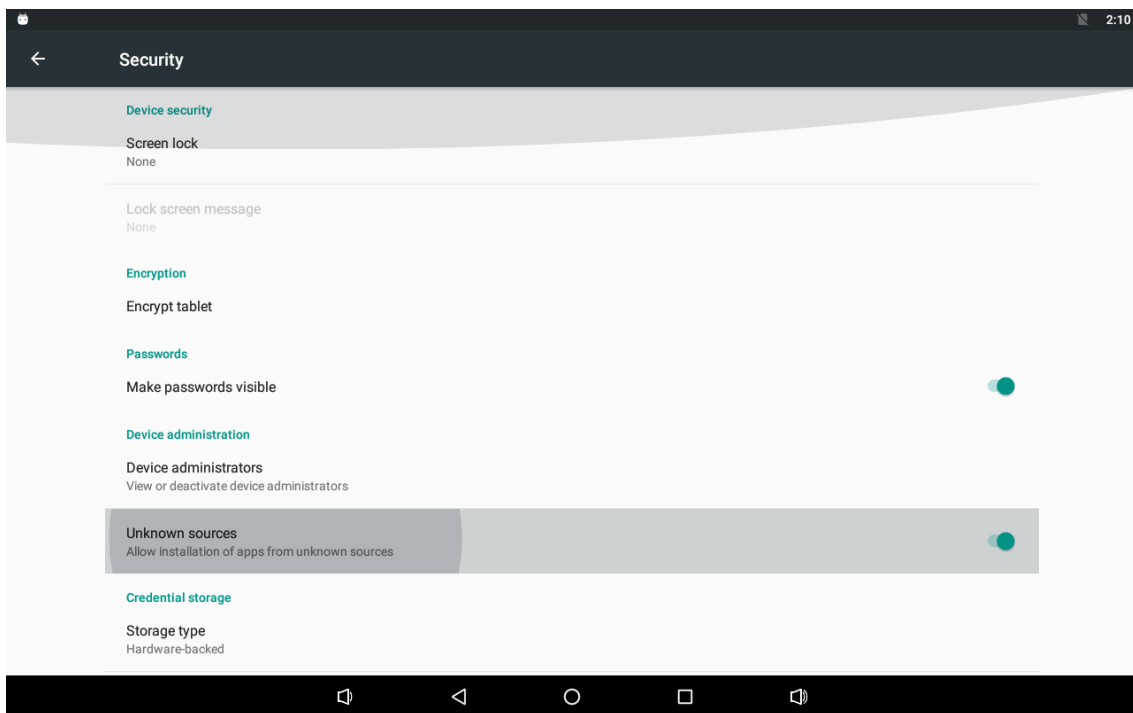 2:10
Security
Device security
Screen lock
None
Lock screen message
None
Encryption
Encrypt tablet
Passwords
Make passwords visible
Device administration
Device administrators
View or deactivate device administrators
Unknown sources
Allow installation of apps from unknown sources
Credential storage
Storage type
Hardware-backed